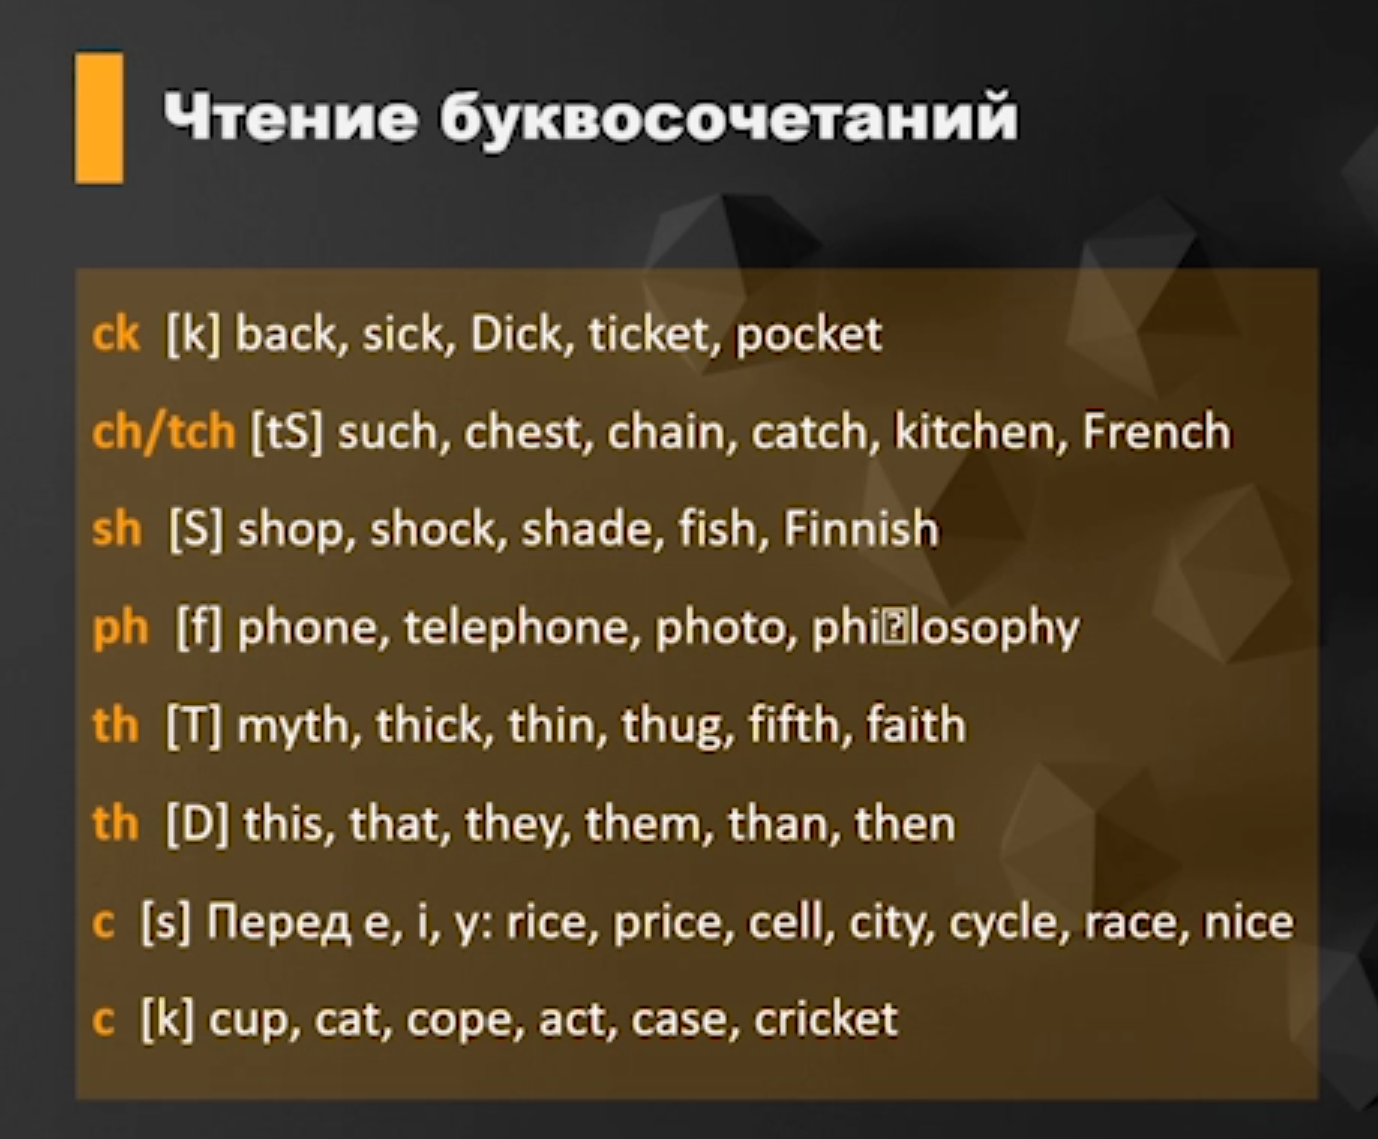 Чтение буквосочетаний
ck [k] back, sick, Dick, ticket, pocket
ch/tch [tS] such, chest, chain, catch, kitchen, French
sh [S] shop, shock, shade, fish, Finnish
ph [f] phone, telephone, photo, phi⍰losophy
th [T] myth, thick, thin, thug, fifth, faith
th [D] this, that, they, them, than, then
c [s] Перед e, i, y: rice, price, cell, city, cycle, race, nice
c [k] cup, cat, cope, act, case, cricket